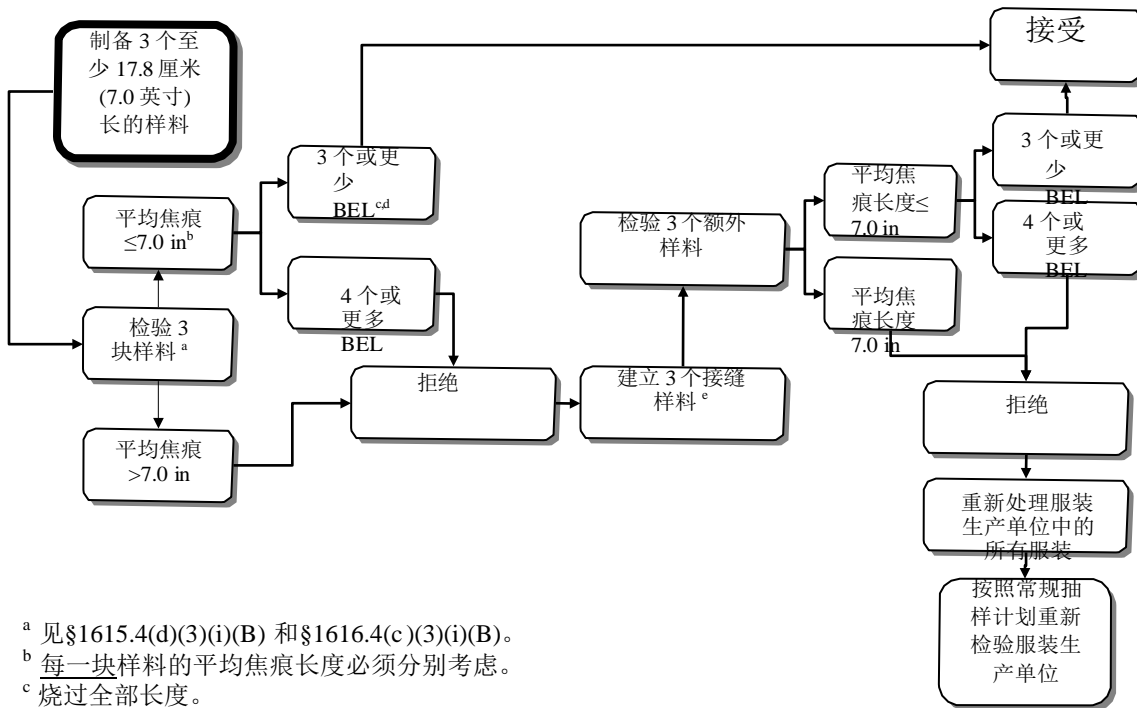 制备 3 个至
少 17.8 厘米
(7.0 英寸)
长的样料
平均焦痕
≤7.0 in^b
检验 3
块样料 ^a
平均焦痕
>7.0 in
3 个或更
少
BEL^c,d
4 个或
更多
BEL
拒绝
建立 3 个接缝
样料 ^e
检验 3 个额外
样料
平均焦
痕长度≤
7.0 in
平均焦
痕长度
7.0 in
接受
3 个或更
少
BEL
4 个或
更多
BEL
拒绝
重新处理服装
生产单位中的
所有服装
按照常规抽
样计划重新
检验服装生
产单位
^a 见§1615.4(d)(3)(i)(B) 和§1616.4(c)(3)(i)(B)。
^b 每一块样料的平均焦痕长度必须分别考虑。
^c 烧过全部长度。